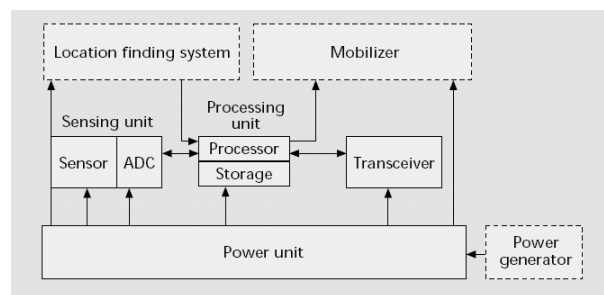 Location finding system
Mobilizer
Sensing unit
Processing
unit
Sensor
ADC
Processor
Storage
Transceiver
Power unit
Power
generator